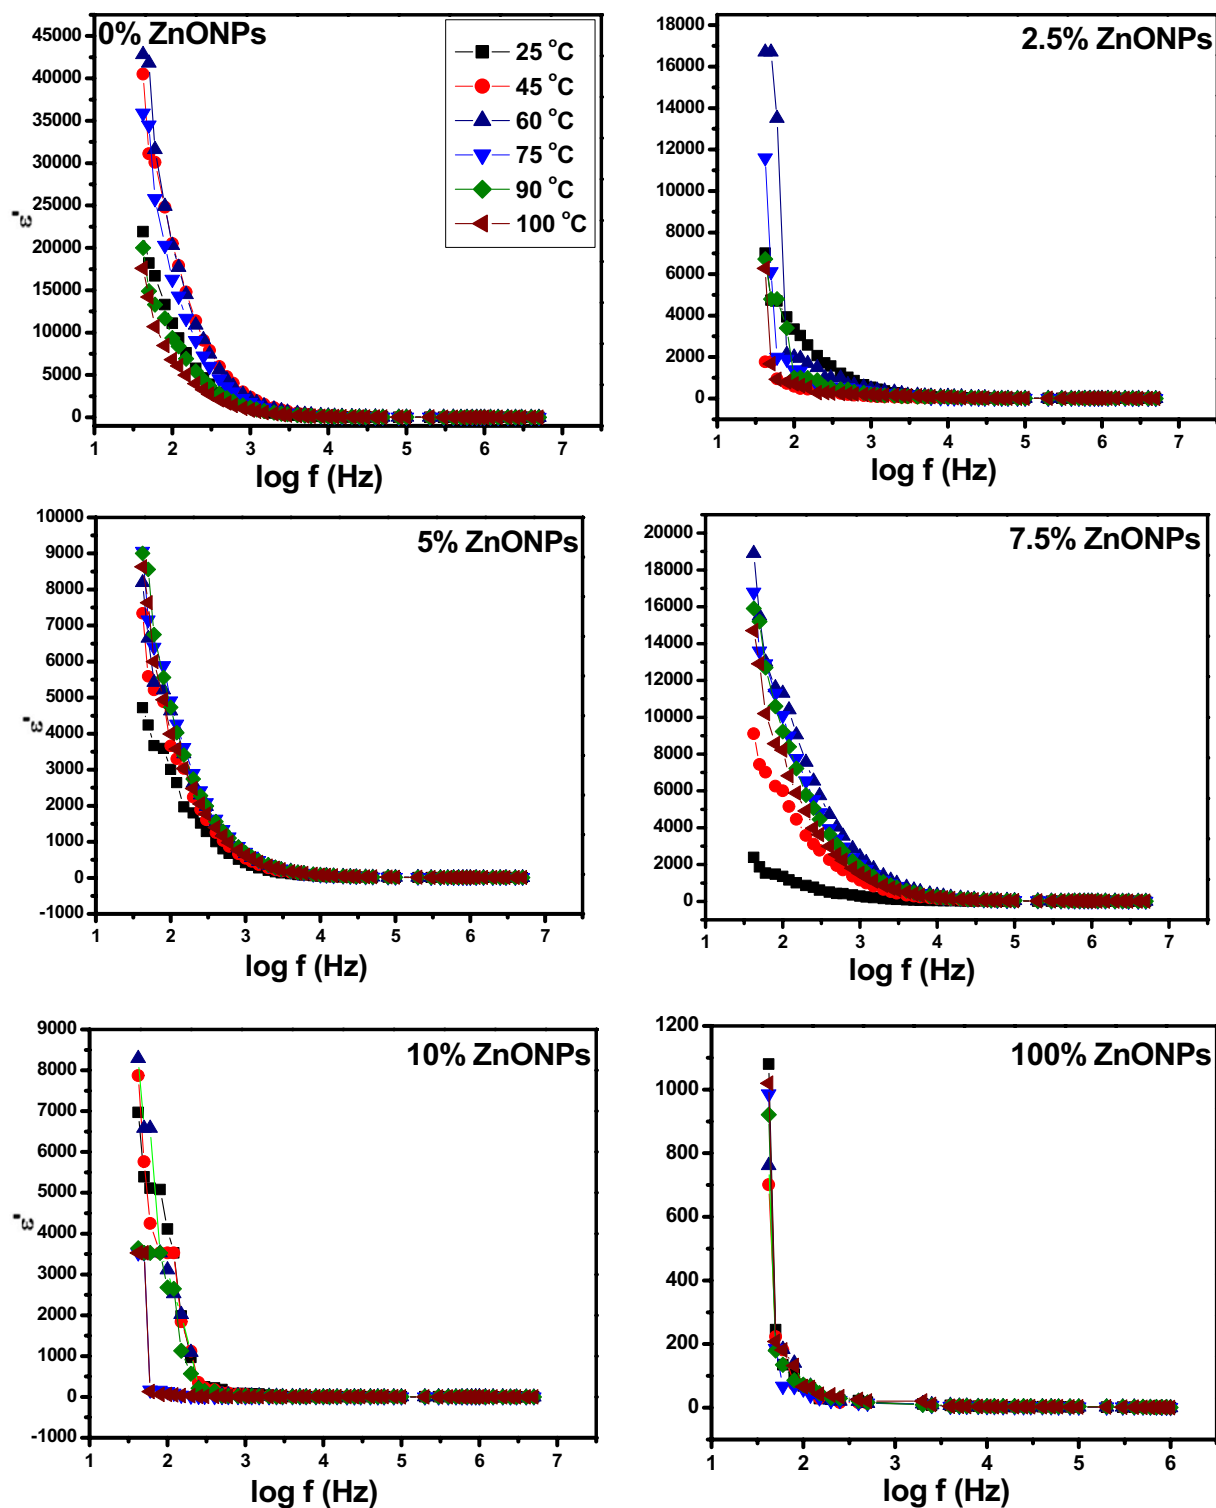 0% ZnONPs
45000
40000
35000
30000
25000
20000
15000
10000
5000
0
ε'
1 2 3 4 5 6 7
log f (Hz)
25 °C
45 °C
60 °C
75 °C
90 °C
100 °C
2.5% ZnONPs
18000
16000
14000
12000
10000
8000
6000
4000
2000
0
1 2 3 4 5 6 7
log f (Hz)
5% ZnONPs
10000
9000
8000
7000
6000
5000
4000
3000
2000
1000
0
-1000
ε'
1 2 3 4 5 6 7
log f (Hz)
7.5% ZnONPs
20000
18000
16000
14000
12000
10000
8000
6000
4000
2000
0
1 2 3 4 5 6 7
log f (Hz)
10% ZnONPs
9000
8000
7000
6000
5000
4000
3000
2000
1000
0
-1000
ε'
1 2 3 4 5 6 7
log f (Hz)
100% ZnONPs
1200
1000
800
600
400
200
0
1 2 3 4 5 6
log f (Hz)